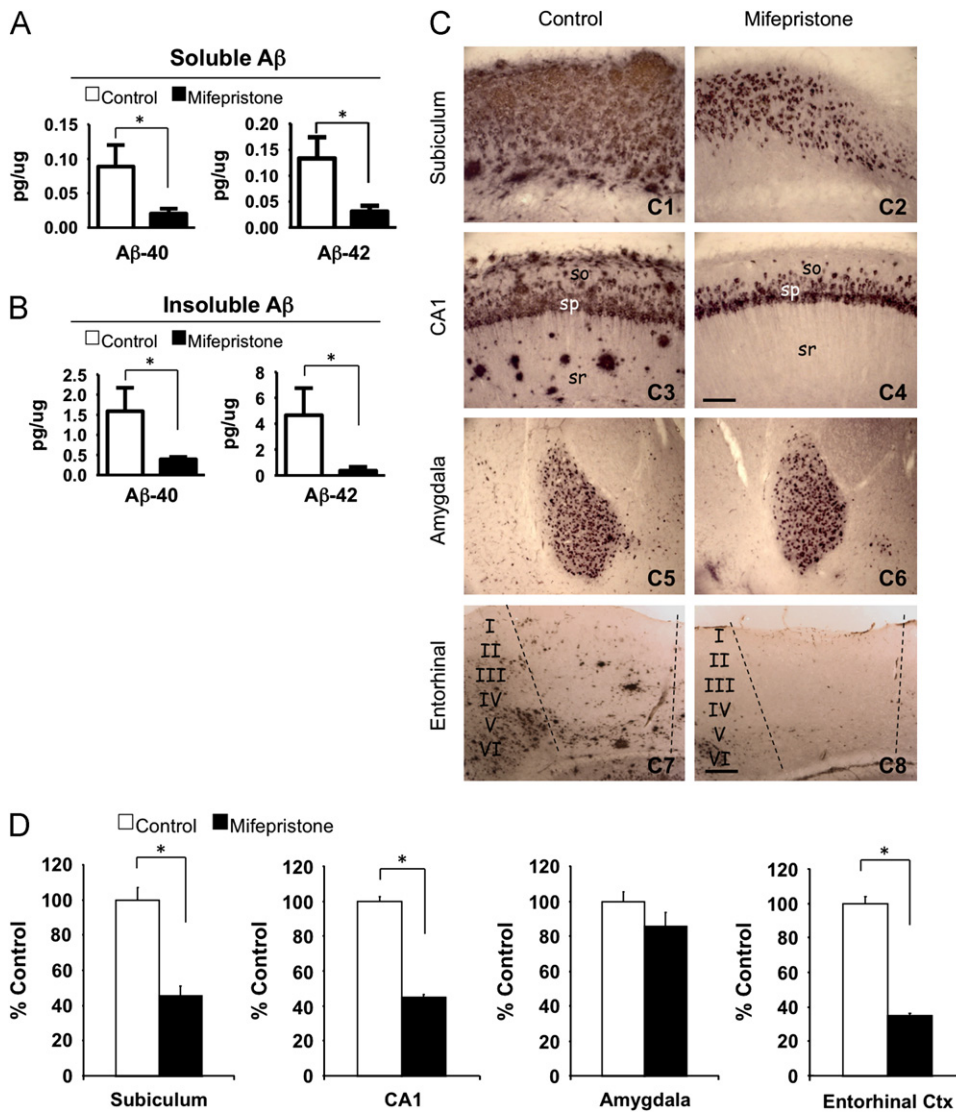 A
Soluble Aβ
Control Mifepristone
pg/ug
0.15
0.10
0.05
0.00
*
Aβ-40
pg/ug
0.20
0.15
0.10
0.05
0.00
*
Aβ-42
B
Insoluble Aβ
Control Mifepristone
pg/ug
2.5
2.0
1.5
1.0
0.5
0.0
*
Aβ-40
pg/ug
8
6
4
2
0
*
Aβ-42
C
Control Mifepristone
Subiculum
C1
C2
CA1
so
sp
sr
C3
so
sp
sr
C4
Amygdala
C5
C6
Entorhinal
I
II
III
IV
V
VI
C7
I
II
III
IV
V
VI
C8
D
Control Mifepristone
% Control
120
100
80
60
40
20
0
*
Subiculum
% Control
120
100
80
60
40
20
0
*
CA1
% Control
120
100
80
60
40
20
0
Amygdala
% Control
120
100
80
60
40
20
0
*
Entorhinal Ctx